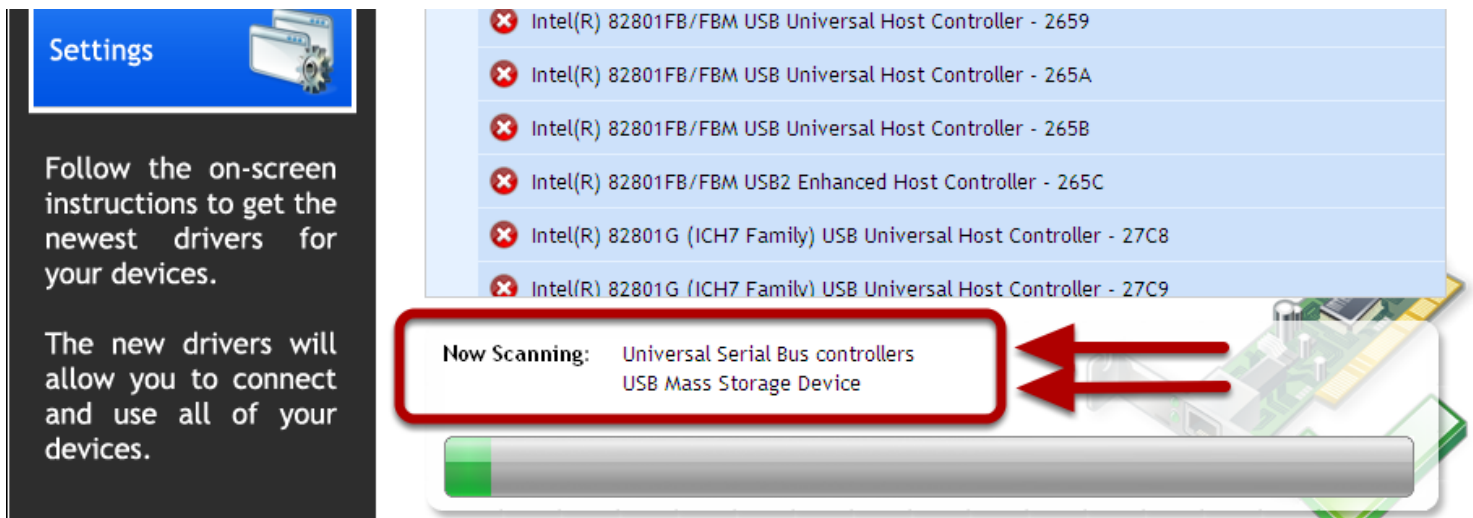 Settings
Follow the on-screen
instructions to get the
newest drivers for
your devices.
The new drivers will
allow you to connect
and use all of your
devices.
Intel(R) 82801FB/FBM USB Universal Host Controller - 2659
Intel(R) 82801FB/FBM USB Universal Host Controller - 265A
Intel(R) 82801FB/FBM USB Universal Host Controller - 265B
Intel(R) 82801FB/FBM USB2 Enhanced Host Controller - 265C
Intel(R) 82801G (ICH7 Family) USB Universal Host Controller - 27C8
Intel(R) 82801G (ICH7 Family) USB Universal Host Controller - 27C9
Now Scanning: Universal Serial Bus controllers
USB Mass Storage Device